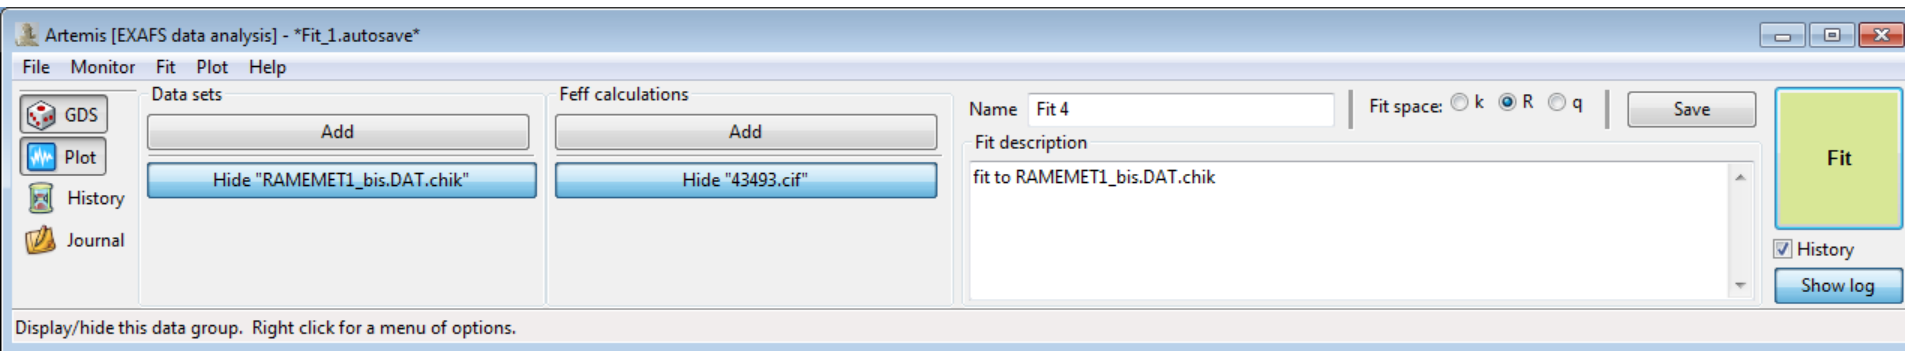 Artemis [EXAFS data analysis] - *Fit_1.autosave*
File Monitor Fit Plot Help
GDS
Plot
History
Journal
Data sets
Add
Hide "RAMEMET1_bis.DAT.chik"
Feff calculations
Add
Hide "43493.cif"
Name Fit 4
Fit space: k R q
Save
Fit description
fit to RAMEMET1_bis.DAT.chik
Fit
History
Show log
Display/hide this data group. Right click for a menu of options.